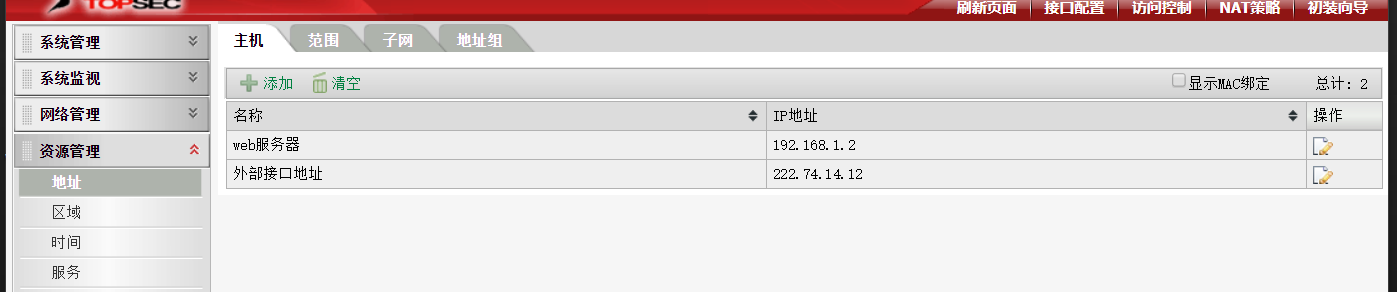 TOPSEC
刷新页面 接口配置 访问控制 NAT策略 初装向导
系统管理
系统监视
网络管理
资源管理
地址
区域
时间
服务
主机 范围 子网 地址组
添加 清空 显示MAC绑定 总计: 2
名称 IP地址 操作
web服务器 192.168.1.2
外部接口地址 222.74.14.12